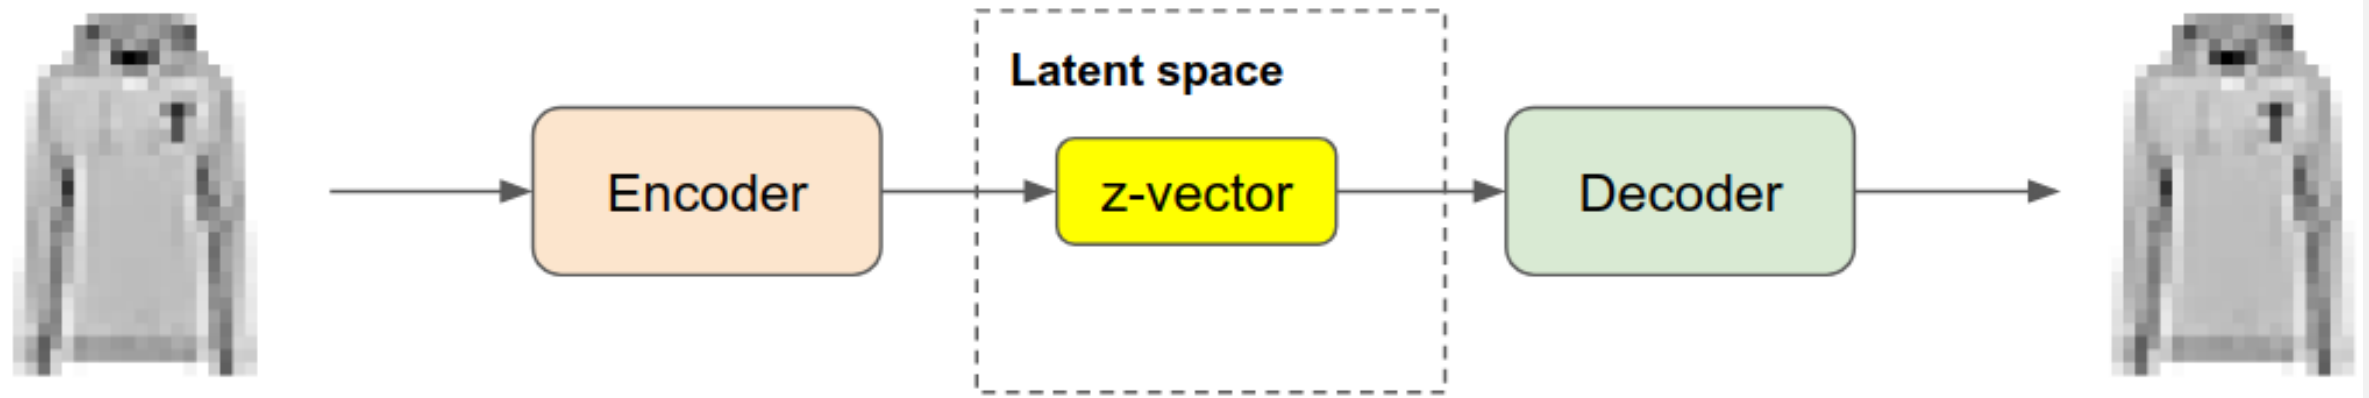 Latent space
Encoder
z-vector
Decoder